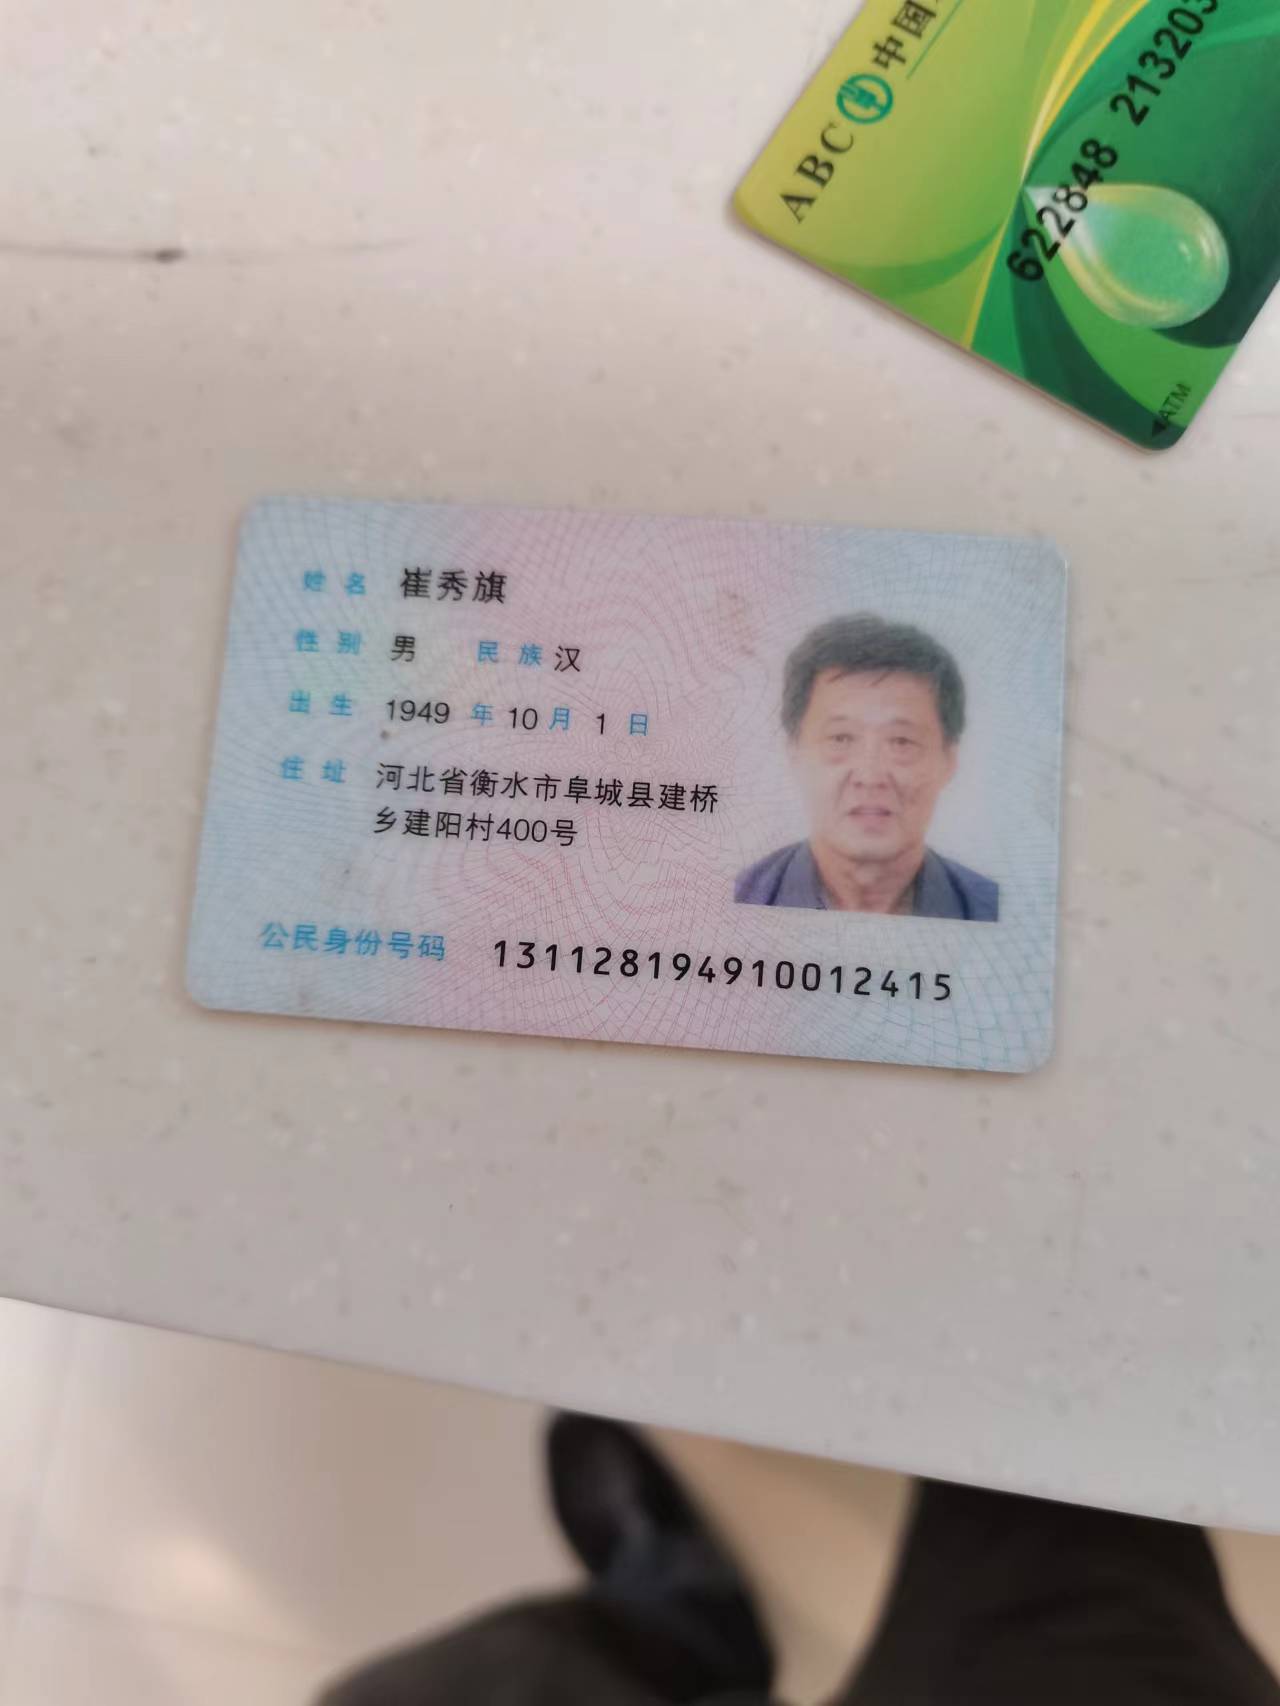 ABC 中国
622848 213203
ATM
姓名 崔秀旗
性别 男 民族 汉
出生 1949 年 10 月 1 日
住址 河北省衡水市阜城县建桥
乡建阳村400号
公民身份号码 131128194910012415